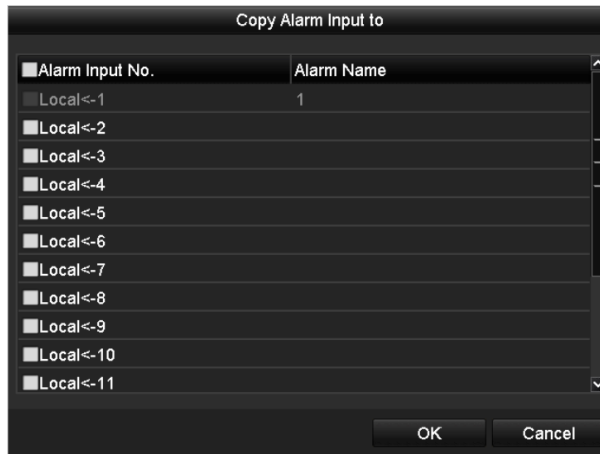 Copy Alarm Input to
Alarm Input No. Alarm Name
Local<-1 1
Local<-2
Local<-3
Local<-4
Local<-5
Local<-6
Local<-7
Local<-8
Local<-9
Local<-10
Local<-11
OK Cancel